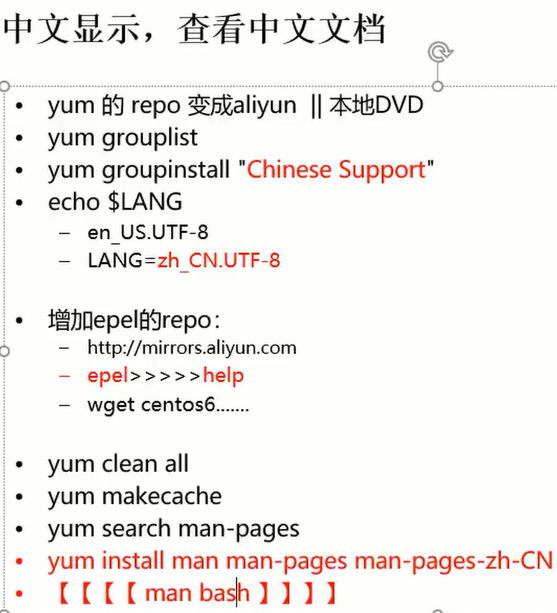 中文显示，查看中文文档
• yum 的 repo 变成aliyun || 本地DVD
• yum grouplist
• yum groupinstall "Chinese Support"
• echo $LANG
– en_US.UTF-8
– LANG=zh_CN.UTF-8
• 增加epel的repo：
– http://mirrors.aliyun.com
– epel>>>>>help
– wget centos6.......
• yum clean all
• yum makecache
• yum search man-pages
• yum install man man-pages man-pages-zh-CN
• 【【【【 man bash 】】】】